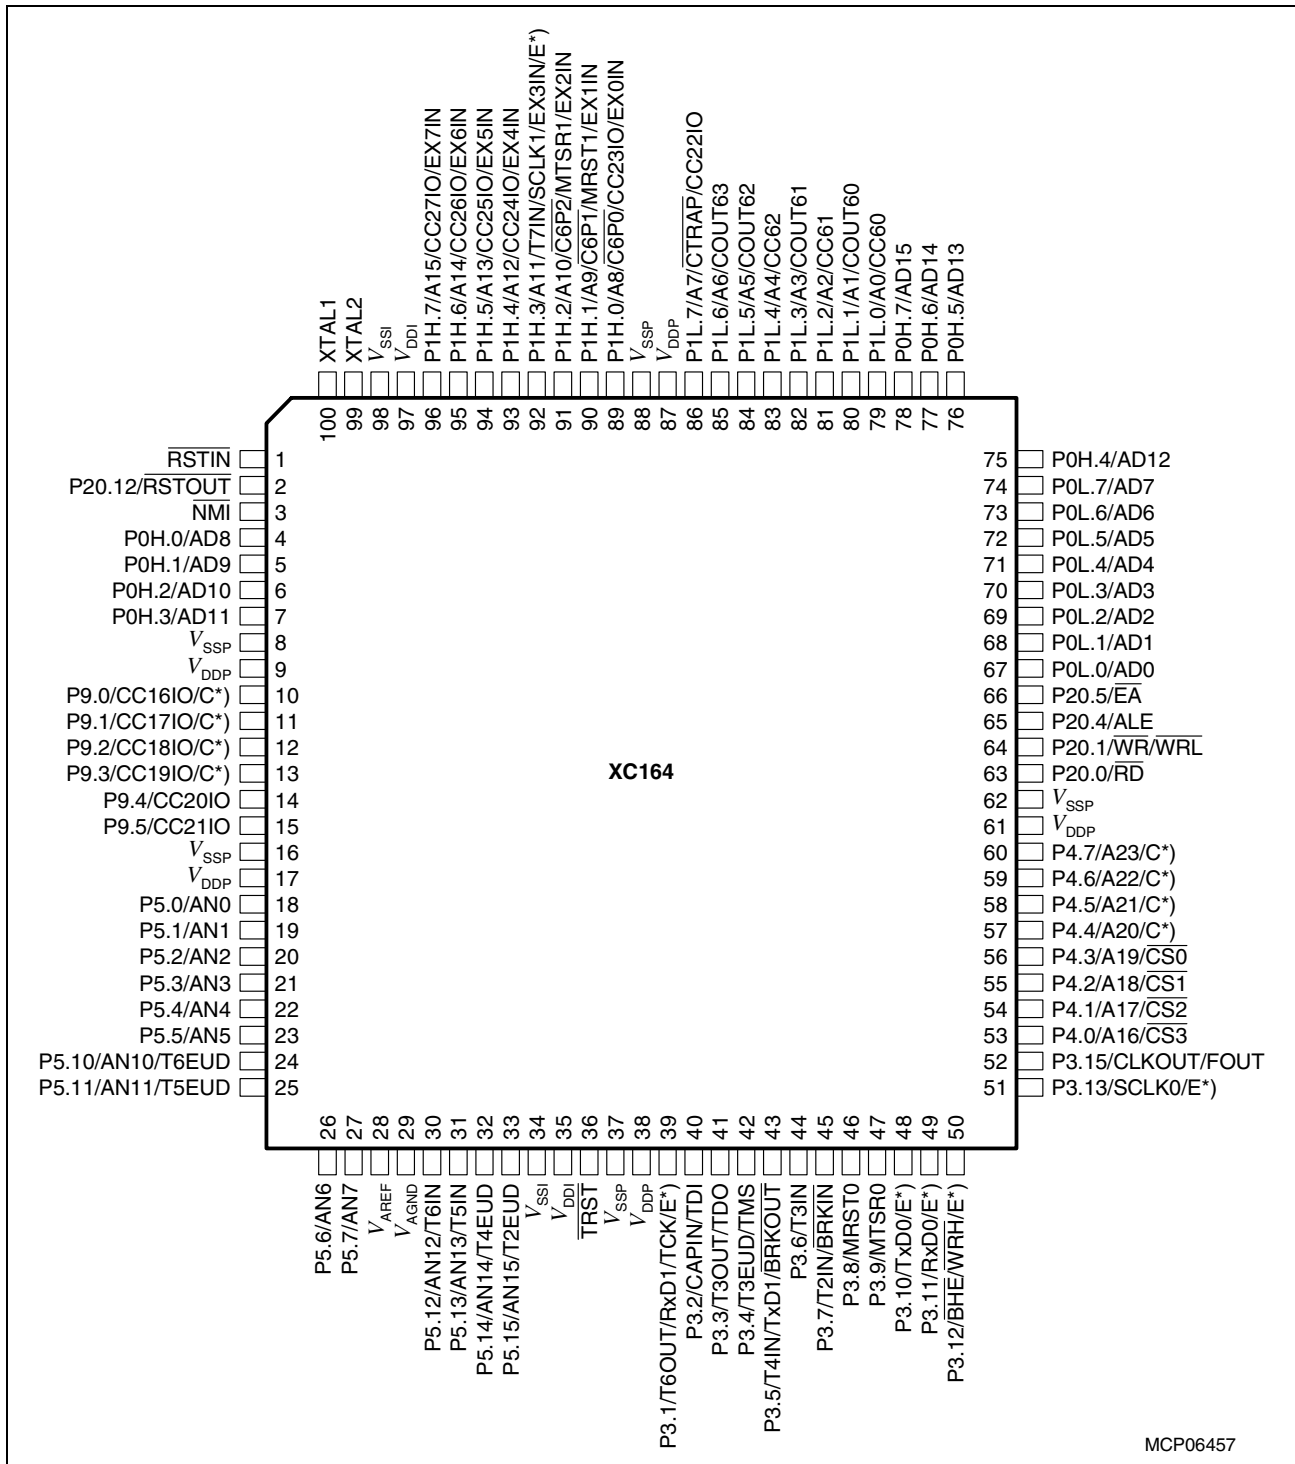 XTAL1
XTAL2
VSSI
VDDI
P1H.7/A15/CC27IO/EX7IN
P1H.6/A14/CC26IO/EX6IN
P1H.5/A13/CC25IO/EX5IN
P1H.4/A12/CC24IO/EX4IN
P1H.3/A11/T7IN/SCLK1/EX3IN/E*)
P1H.2/A10/C6P2/MTSR1/EX2IN
P1H.1/A9/C6P1/MRST1/EX1IN
P1H.0/A8/C6P0/CC23IO/EX0IN
VSSP
VDDP
P1L.7/A7/CTRAP/CC22IO
P1L.6/A6/COUT63
P1L.5/A5/COUT62
P1L.4/A4/CC62
P1L.3/A3/COUT61
P1L.2/A2/CC61
P1L.1/A1/COUT60
P1L.0/A0/CC60
P0H.7/AD15
P0H.6/AD14
P0H.5/AD13
100 99 98 97 96 95 94 93 92 91 90 89 88 87 86 85 84 83 82 81 80 79 78 77 76
RSTIN 1
P20.12/RSTOUT 2
NMI 3
P0H.0/AD8 4
P0H.1/AD9 5
P0H.2/AD10 6
P0H.3/AD11 7
VSSP 8
VDDP 9
P9.0/CC16IO/C*) 10
P9.1/CC17IO/C*) 11
P9.2/CC18IO/C*) 12
P9.3/CC19IO/C*) 13
P9.4/CC20IO 14
P9.5/CC21IO 15
VSSP 16
VDDP 17
P5.0/AN0 18
P5.1/AN1 19
P5.2/AN2 20
P5.3/AN3 21
P5.4/AN4 22
P5.5/AN5 23
P5.10/AN10/T6EUD 24
P5.11/AN11/T5EUD 25
XC164
75 P0H.4/AD12
74 P0L.7/AD7
73 P0L.6/AD6
72 P0L.5/AD5
71 P0L.4/AD4
70 P0L.3/AD3
69 P0L.2/AD2
68 P0L.1/AD1
67 P0L.0/AD0
66 P20.5/EA
65 P20.4/ALE
64 P20.1/WR/WRL
63 P20.0/RD
62 VSSP
61 VDDP
60 P4.7/A23/C*)
59 P4.6/A22/C*)
58 P4.5/A21/C*)
57 P4.4/A20/C*)
56 P4.3/A19/CS0
55 P4.2/A18/CS1
54 P4.1/A17/CS2
53 P4.0/A16/CS3
52 P3.15/CLKOUT/FOUT
51 P3.13/SCLK0/E*)
26 27 28 29 30 31 32 33 34 35 36 37 38 39 40 41 42 43 44 45 46 47 48 49 50
P5.6/AN6
P5.7/AN7
VAREF
VAGND
P5.12/AN12/T6IN
P5.13/AN13/T5IN
P5.14/AN14/T4EUD
P5.15/AN15/T2EUD
VSSI
VDDI
TRST
VSSP
VDDP
P3.1/T6OUT/RxD1/TCK/E*)
P3.2/CAPIN/TDI
P3.3/T3OUT/TDO
P3.4/T3EUD/TMS
P3.5/T4IN/TxD1/BRKOUT
P3.6/T3IN
P3.7/T2IN/BRKIN
P3.8/MRST0
P3.9/MTSR0
P3.10/TxD0/E*)
P3.11/RxD0/E*)
P3.12/BHE/WRH/E*)
MCP06457